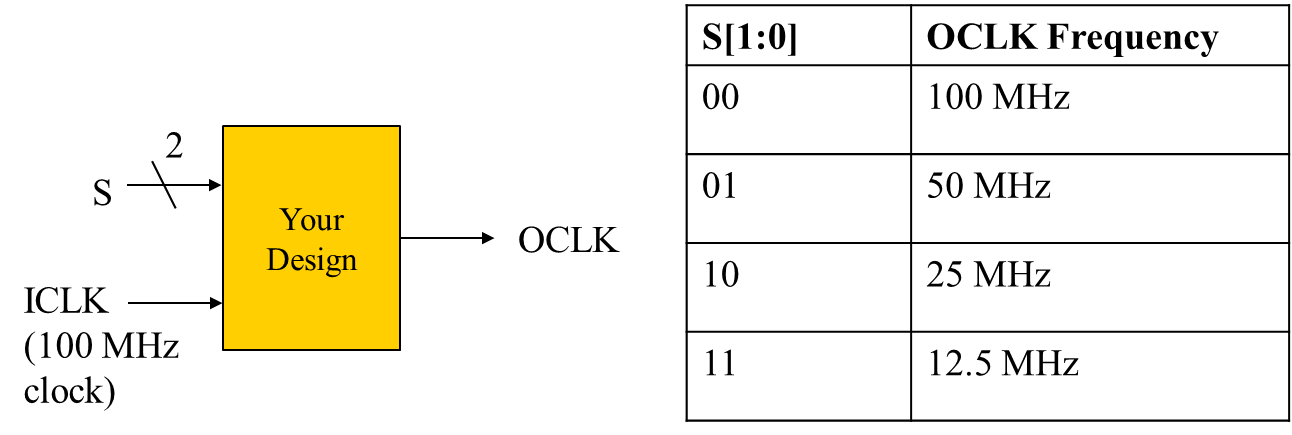 2
S
Your
Design
OCLK
ICLK
(100 MHz
clock)
S[1:0] OCLK Frequency
00 100 MHz
01 50 MHz
10 25 MHz
11 12.5 MHz